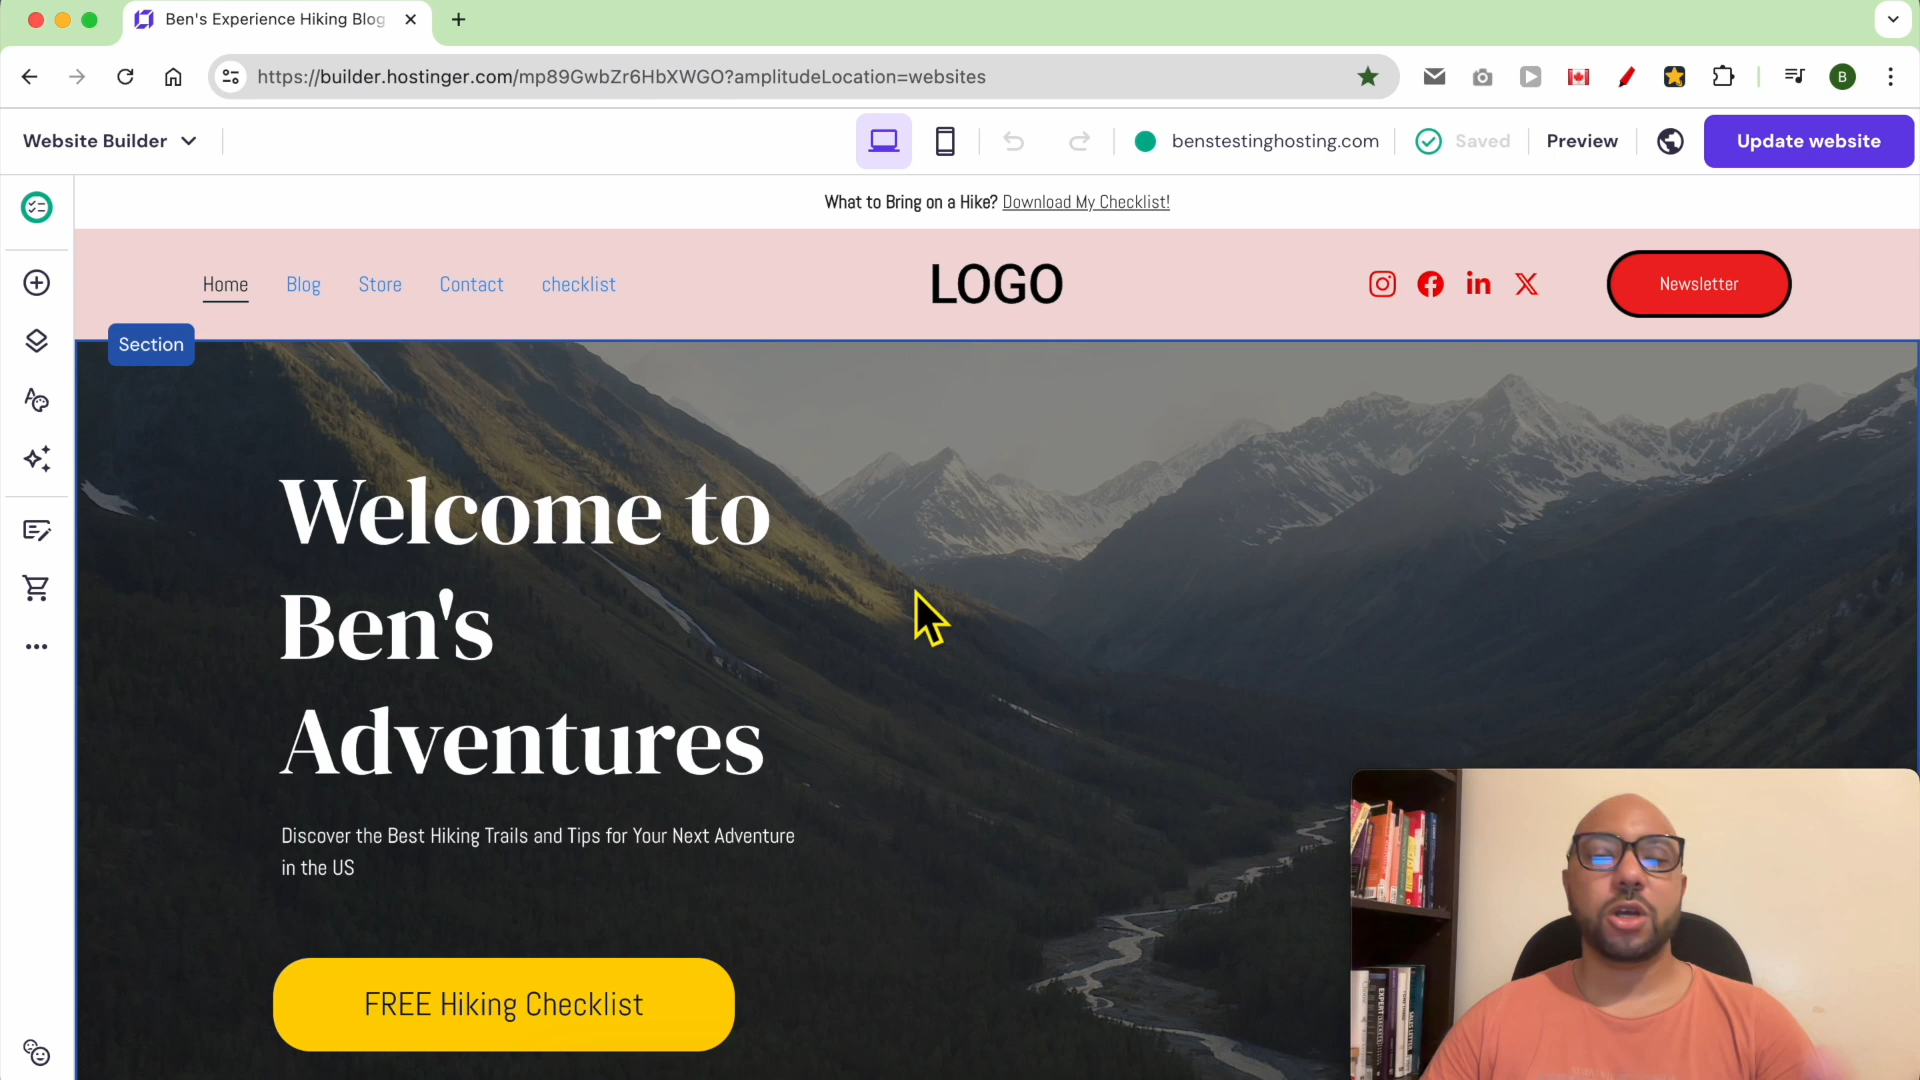 Ben's Experience Hiking Blog
https://builder.hostinger.com/mp89GwbZr6HbXWGO?amplitudeLocation=websites
B
Website Builder
benstestinghosting.com
Saved
Preview
Update website
What to Bring on a Hike? Download My Checklist!
Home
Blog
Store
Contact
checklist
LOGO
Newsletter
Section
Welcome to
Ben's
Adventures
Discover the Best Hiking Trails and Tips for Your Next Adventure
in the US
FREE Hiking Checklist